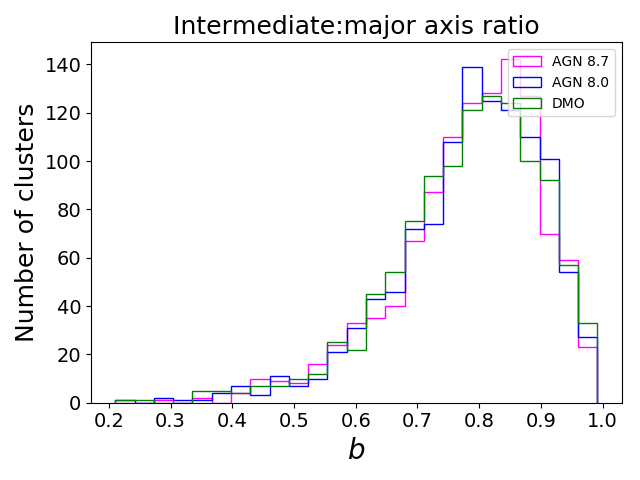 Intermediate:major axis ratio
Number of clusters
140
120
100
80
60
40
20
0
AGN 8.7
AGN 8.0
DMO
0.2 0.3 0.4 0.5 0.6 0.7 0.8 0.9 1.0
b